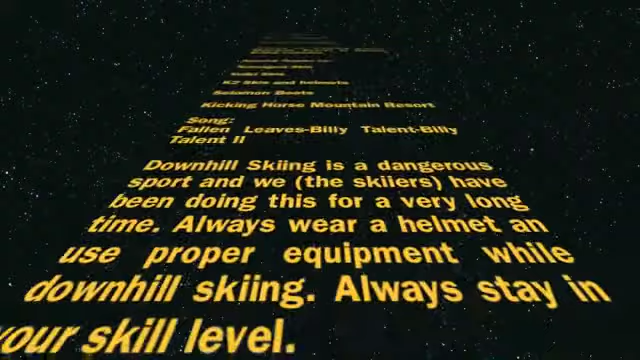 K2 Skis and helmets
Salomon Boots
Kicking Horse Mountain Resort
Song:
Fallen Leaves-Billy Talent-Billy
Talent II
Downhill Skiing is a dangerous
sport and we (the skiiers) have
been doing this for a very long
time. Always wear a helmet an
use proper equipment while
downhill skiing. Always stay in
your skill level.